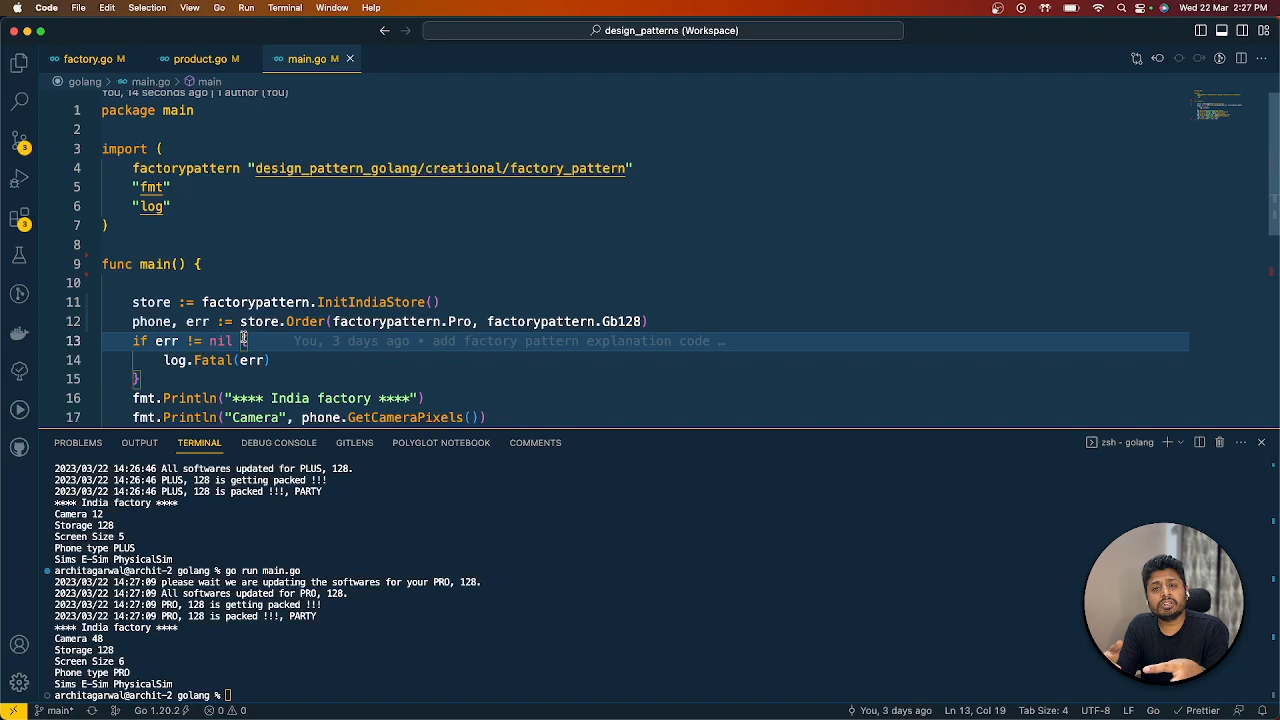 Code File Edit Selection View Go Run Terminal Window Help Wed 22 Mar 2:27 PM
design_patterns (Workspace)
factory.go M product.go M main.go M
golang > main.go > main
You, 14 seconds ago | 1 author (You)
1 package main
2
3 import (
4 factorypattern "design_pattern_golang/creational/factory_pattern"
5 "fmt"
6 "log"
7 )
8
9 func main() {
10
11 store := factorypattern.InitIndiaStore()
12 phone, err := store.Order(factorypattern.Pro, factorypattern.Gb128)
13 if err != nil { You, 3 days ago • add factory pattern explanation code …
14 log.Fatal(err)
15 }
16 fmt.Println("**** India factory ****")
17 fmt.Println("Camera", phone.GetCameraPixels())
3
3
PROBLEMS OUTPUT TERMINAL DEBUG CONSOLE GITLENS POLYGLOT NOTEBOOK COMMENTS zsh - golang
2023/03/22 14:26:46 All softwares updated for PLUS, 128.
2023/03/22 14:26:46 PLUS, 128 is getting packed !!!
2023/03/22 14:26:46 PLUS, 128 is packed !!!, PARTY
**** India factory ****
Camera 12
Storage 128
Screen Size 5
Phone type PLUS
Sims E-Sim PhysicalSim
architagarwal@archit-2 golang % go run main.go
2023/03/22 14:27:09 please wait we are updating the softwares for your PRO, 128.
2023/03/22 14:27:09 All softwares updated for PRO, 128.
2023/03/22 14:27:09 PRO, 128 is getting packed !!!
2023/03/22 14:27:09 PRO, 128 is packed !!!, PARTY
**** India factory ****
Camera 48
Storage 128
Screen Size 6
Phone type PRO
Sims E-Sim PhysicalSim
architagarwal@archit-2 golang %
main* Go 1.20.2 0 0 You, 3 days ago Ln 13, Col 19 Tab Size: 4 UTF-8 LF Go Prettier